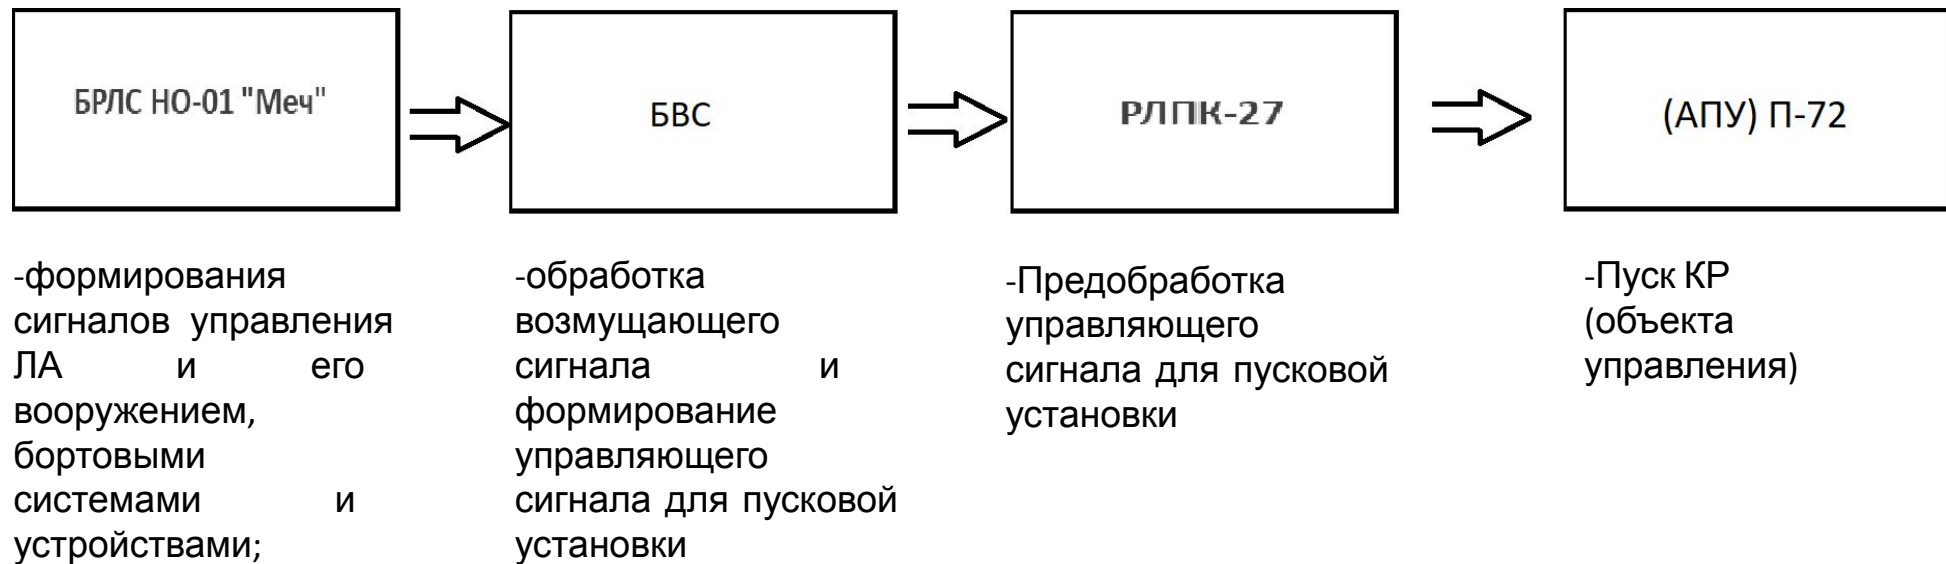 БРЛС НО-01 "Меч"
БВС
РЛПК-27
(АПУ) П-72
-формирования
сигналов управления
ЛА и его
вооружением,
бортовыми
системами и
устройствами;
-обработка
возмущающего
сигнала и
формирование
управляющего
сигнала для пусковой
установки
-Предобработка
управляющего
сигнала для пусковой
установки
-Пуск КР
(объекта
управления)